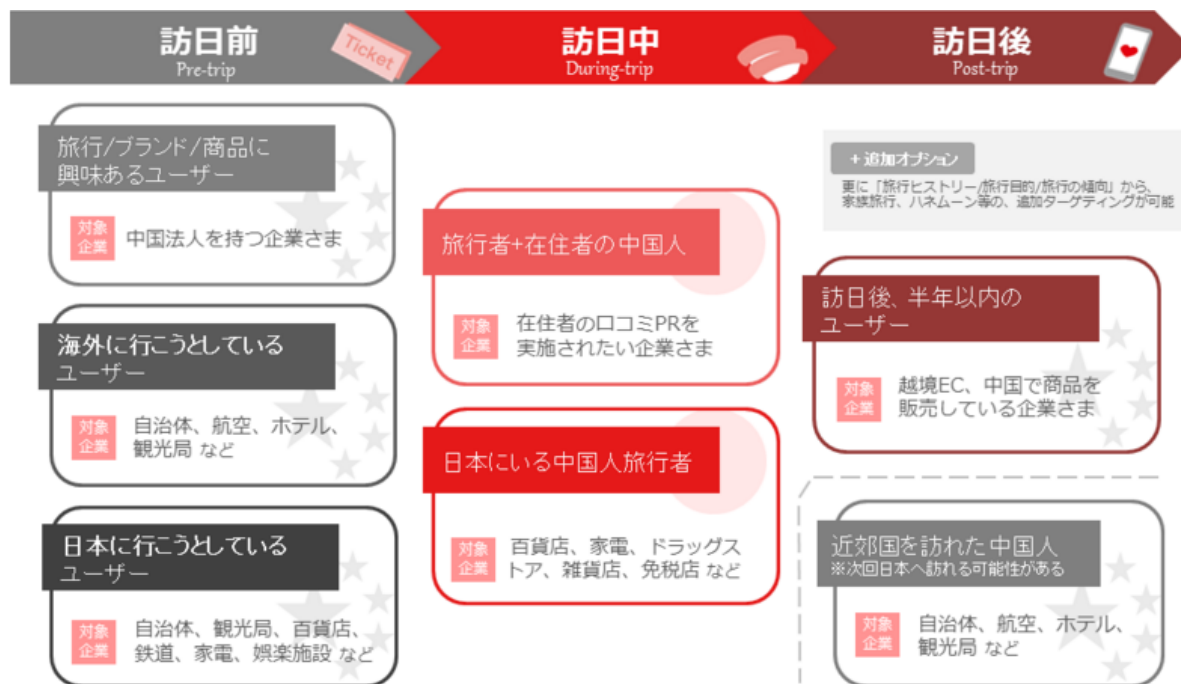 訪日前
Pre-trip
Ticket
訪日中
During-trip
訪日後
Post-trip
旅行/ブランド/商品に
興味あるユーザー
対象
企業
中国法人を持つ企業さま
海外に行こうとしている
ユーザー
対象
企業
自治体、航空、ホテル、
観光局 など
日本に行こうとしている
ユーザー
対象
企業
自治体、観光局、百貨店、
鉄道、家電、娯楽施設 など
旅行者+在住者の中国人
対象
企業
在住者の口コミPRを
実施されたい企業さま
日本にいる中国人旅行者
対象
企業
百貨店、家電、ドラッグス
トア、雑貨店、免税店 など
+追加オプション
更に「旅行ヒストリー/旅行目的/旅行の傾向」から、
家族旅行、ハネムーン等の、追加ターゲティングが可能
訪日後、半年以内の
ユーザー
対象
企業
越境EC、中国で商品を
販売している企業さま
近郊国を訪れた中国人
※次回日本へ訪れる可能性がある
対象
企業
自治体、航空、ホテル、
観光局 など